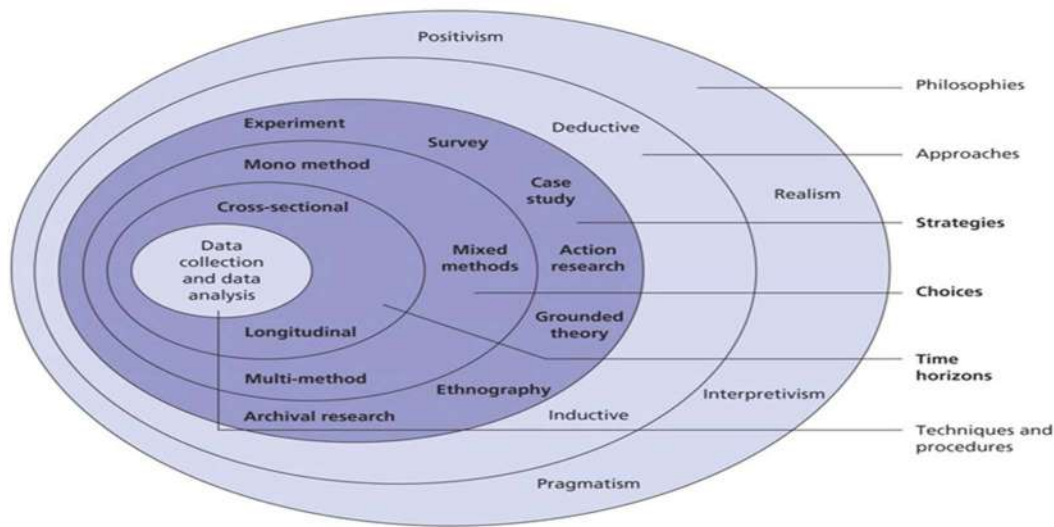 Positivism
Philosophies
Experiment
Deductive
Survey
Approaches
Mono method
Case
study
Realism
Cross-sectional
Strategies
Data
collection
and data
analysis
Mixed
methods
Action
research
Choices
Grounded
theory
Longitudinal
Time
horizons
Multi-method
Ethnography
Interpretivism
Archival research
Inductive
Techniques and
procedures
Pragmatism